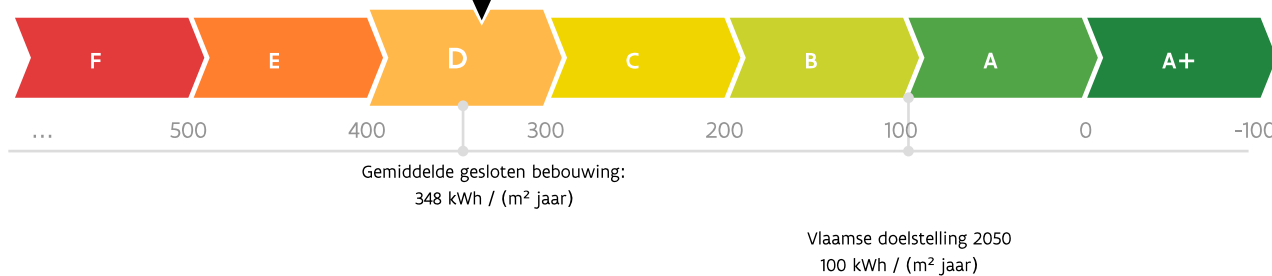 F E D C B A A+
... 500 400 300 200 100 0 -100
Gemiddelde gesloten bebouwing:
348 kWh / (m² jaar)
Vlaamse doelstelling 2050
100 kWh / (m² jaar)